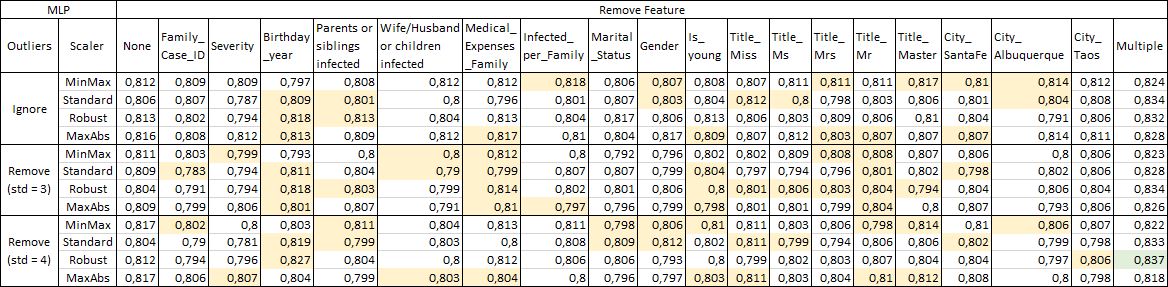 MLP Remove Feature
Outliers Scaler None Family_Case_ID Severity Birthday_year Parents or siblings infected Wife/Husband or children infected Medical_Expenses_Family Infected_per_Family Marital_Status Gender Is_young Title_Miss Title_Ms Title_Mrs Title_Mr Title_Master City_SantaFe City_Albuquerque City_Taos Multiple
Ignore MinMax 0,812 0,809 0,809 0,797 0,808 0,812 0,812 0,818 0,806 0,807 0,808 0,807 0,811 0,811 0,811 0,817 0,81 0,814 0,812 0,824
Standard 0,806 0,807 0,787 0,809 0,801 0,8 0,796 0,801 0,807 0,803 0,809 0,812 0,8 0,798 0,803 0,806 0,801 0,804 0,808 0,834
Robust 0,813 0,802 0,794 0,818 0,813 0,804 0,813 0,804 0,817 0,806 0,813 0,806 0,803 0,809 0,806 0,81 0,804 0,791 0,806 0,832
MaxAbs 0,816 0,808 0,812 0,813 0,809 0,812 0,817 0,81 0,804 0,817 0,809 0,807 0,812 0,803 0,807 0,807 0,807 0,814 0,811 0,828
Remove (std = 3) MinMax 0,811 0,803 0,799 0,793 0,8 0,8 0,812 0,802 0,792 0,796 0,802 0,802 0,809 0,808 0,808 0,807 0,806 0,8 0,806 0,823
Standard 0,809 0,783 0,794 0,811 0,804 0,79 0,799 0,807 0,807 0,799 0,804 0,797 0,794 0,796 0,801 0,802 0,798 0,802 0,806 0,828
Robust 0,804 0,791 0,794 0,818 0,803 0,799 0,814 0,802 0,801 0,806 0,8 0,801 0,806 0,803 0,804 0,794 0,804 0,806 0,804 0,834
MaxAbs 0,809 0,799 0,806 0,801 0,807 0,791 0,81 0,797 0,796 0,799 0,798 0,801 0,801 0,799 0,804 0,8 0,807 0,793 0,806 0,826
Remove (std = 4) MinMax 0,817 0,802 0,8 0,803 0,811 0,804 0,813 0,811 0,798 0,806 0,81 0,808 0,804 0,808 0,798 0,814 0,81 0,806 0,807 0,822
Standard 0,804 0,79 0,781 0,819 0,799 0,803 0,8 0,808 0,809 0,812 0,802 0,811 0,799 0,794 0,806 0,806 0,802 0,799 0,798 0,833
Robust 0,812 0,794 0,796 0,827 0,804 0,8 0,812 0,806 0,806 0,793 0,8 0,799 0,802 0,803 0,807 0,804 0,804 0,797 0,806 0,837
MaxAbs 0,817 0,806 0,807 0,804 0,799 0,803 0,804 0,8 0,796 0,797 0,803 0,811 0,803 0,804 0,81 0,812 0,808 0,8 0,798 0,818